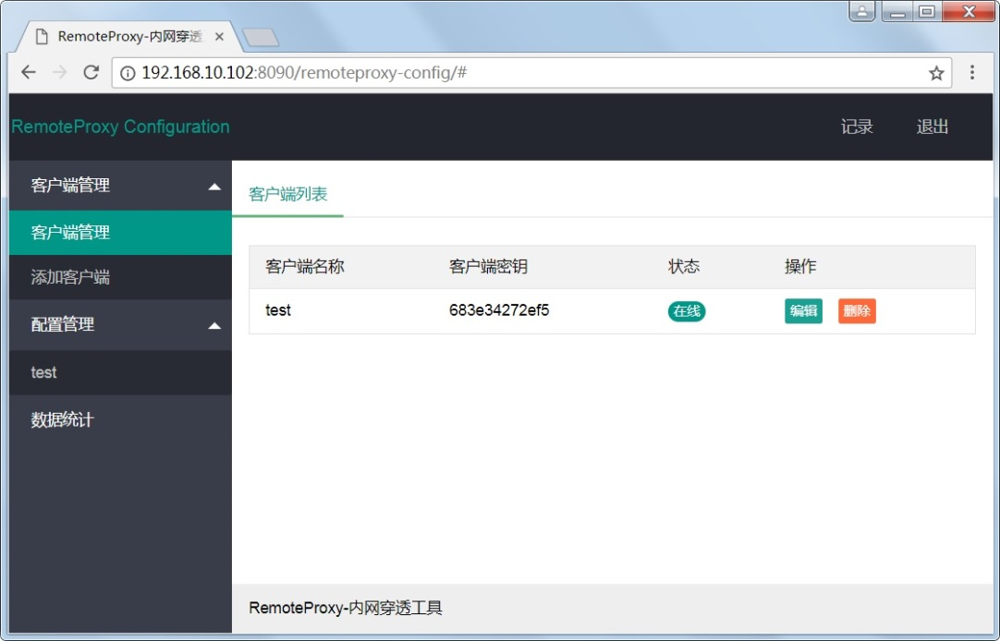 RemoteProxy-内网穿透
192.168.10.102:8090/remoteproxy-config/#
RemoteProxy Configuration
记录
退出
客户端管理
客户端管理
添加客户端
配置管理
test
数据统计
客户端列表
客户端名称 客户端密钥 状态 操作
test 683e34272ef5 在线 编辑 删除
RemoteProxy-内网穿透工具